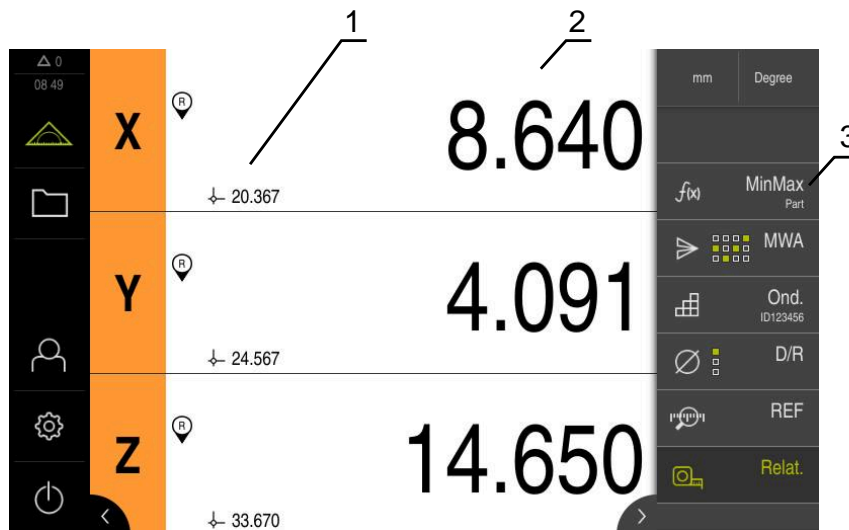 1
2
3
0
08 49
mm
Degree
X
R
8.640
20.367
MinMax
Part
f(x)
MWA
Y
R
4.091
24.567
Ond.
ID123456
D/R
REF
Z
R
14.650
33.670
Relat.